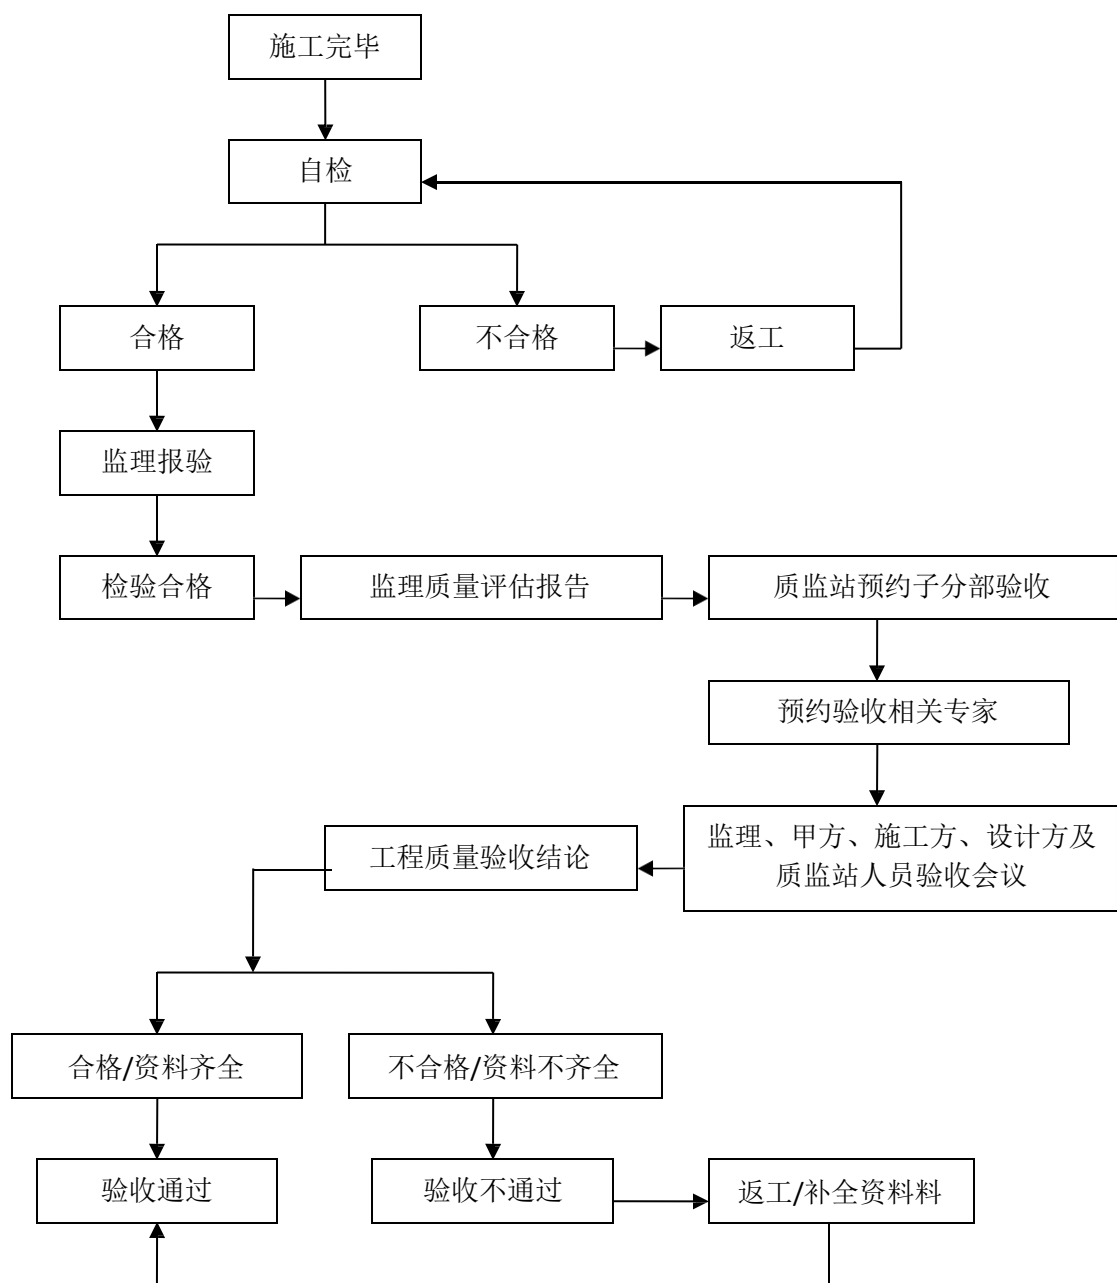 施工完毕
自检
合格
不合格
返工
监理报验
检验合格
监理质量评估报告
质监站预约子分部验收
预约验收相关专家
监理、甲方、施工方、设计方及
质监站人员验收会议
工程质量验收结论
合格/资料齐全
不合格/资料不齐全
验收通过
验收不通过
返工/补全资料料